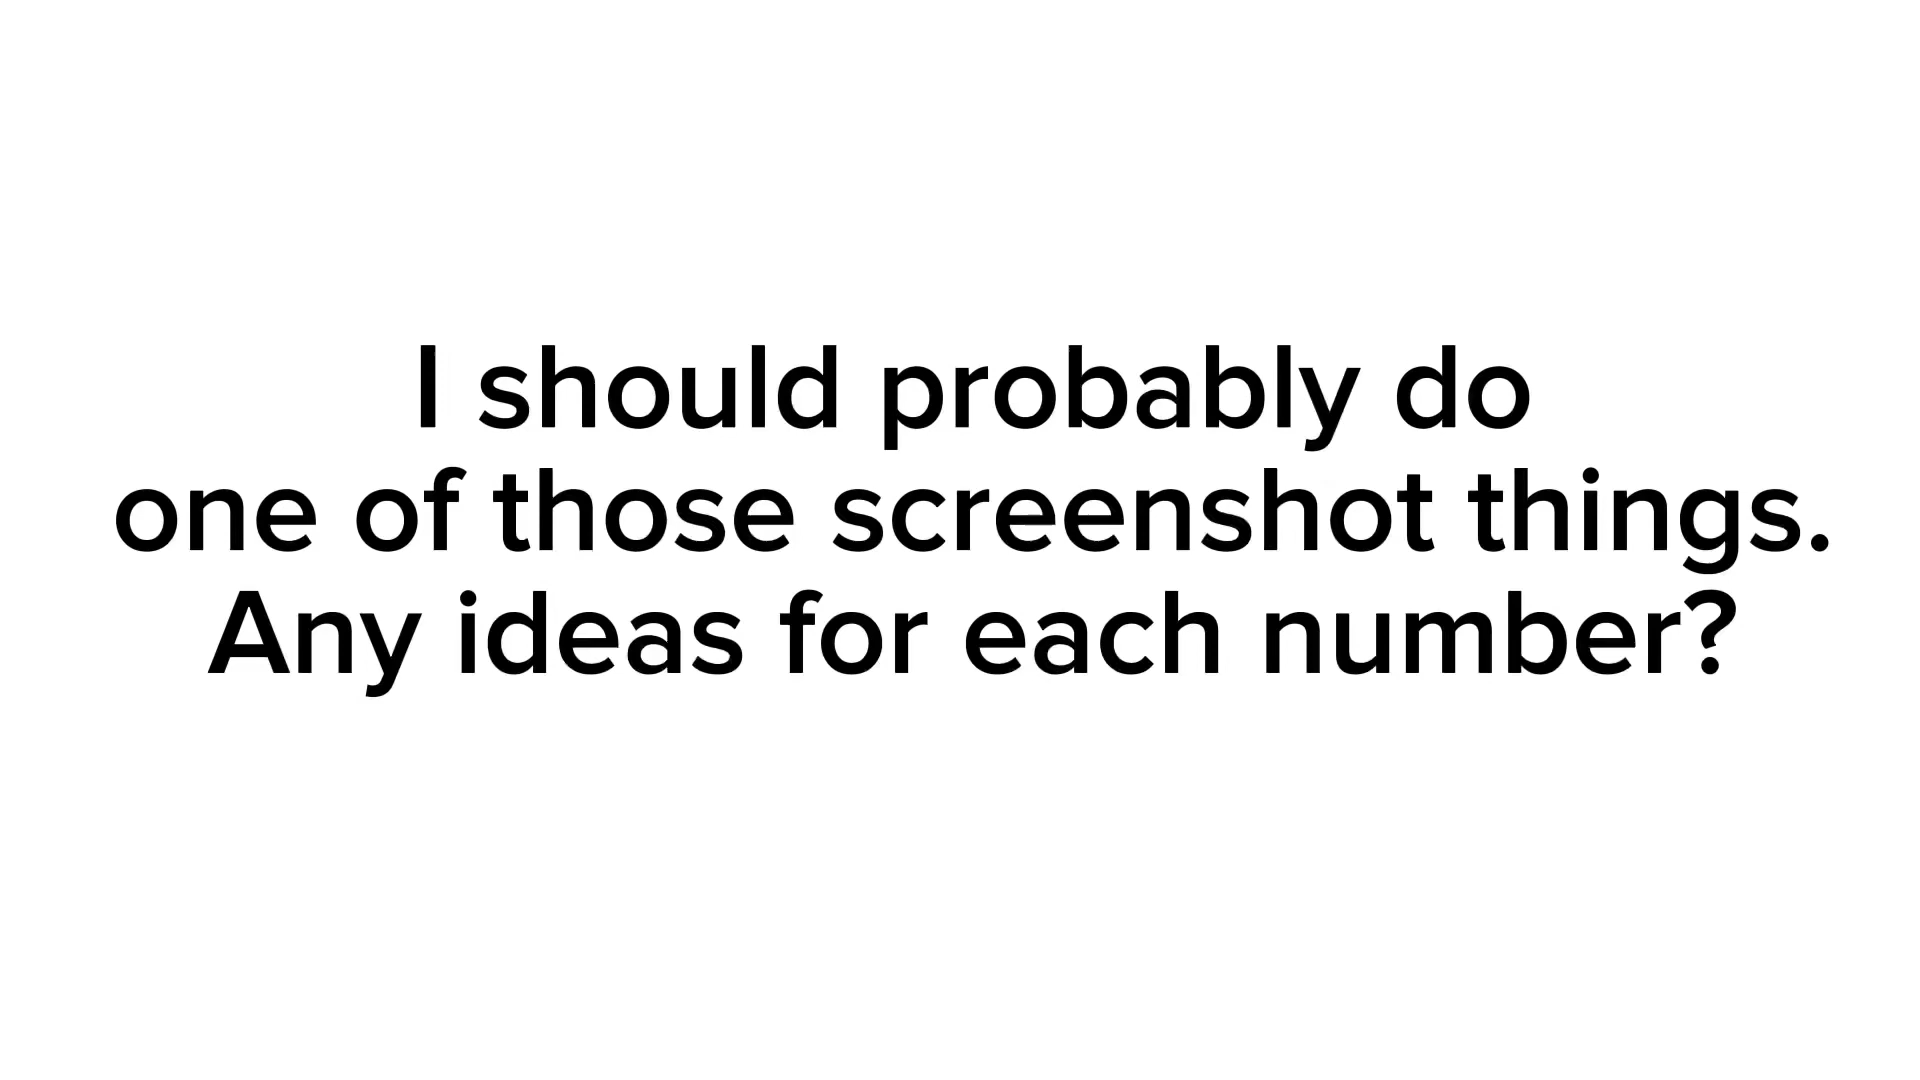 I should probably do
one of those screenshot things.
Any ideas for each number?